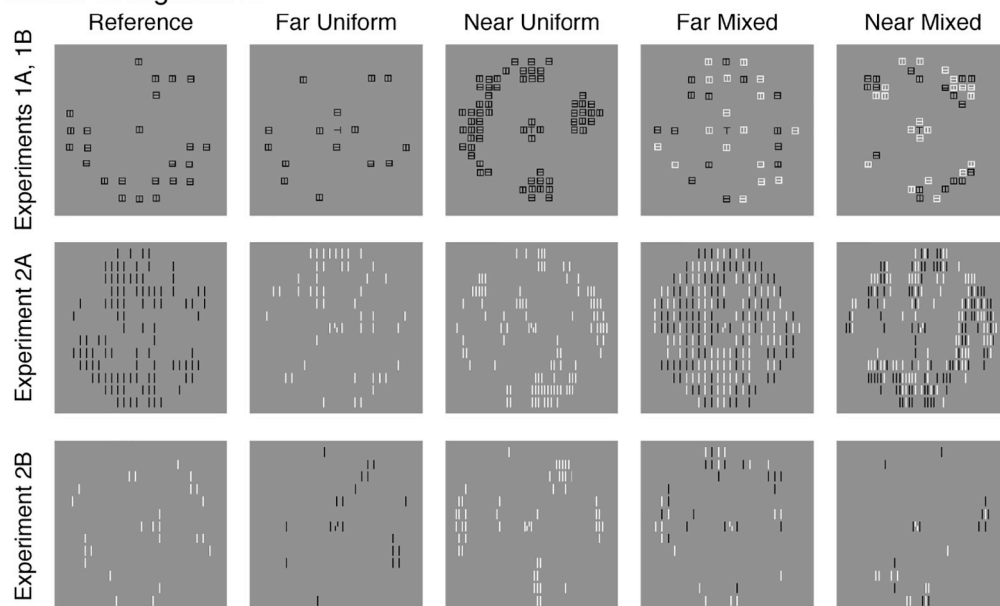 Reference Far Uniform Near Uniform Far Mixed Near Mixed
Experiments 1A, 1B
Experiment 2A
Experiment 2B